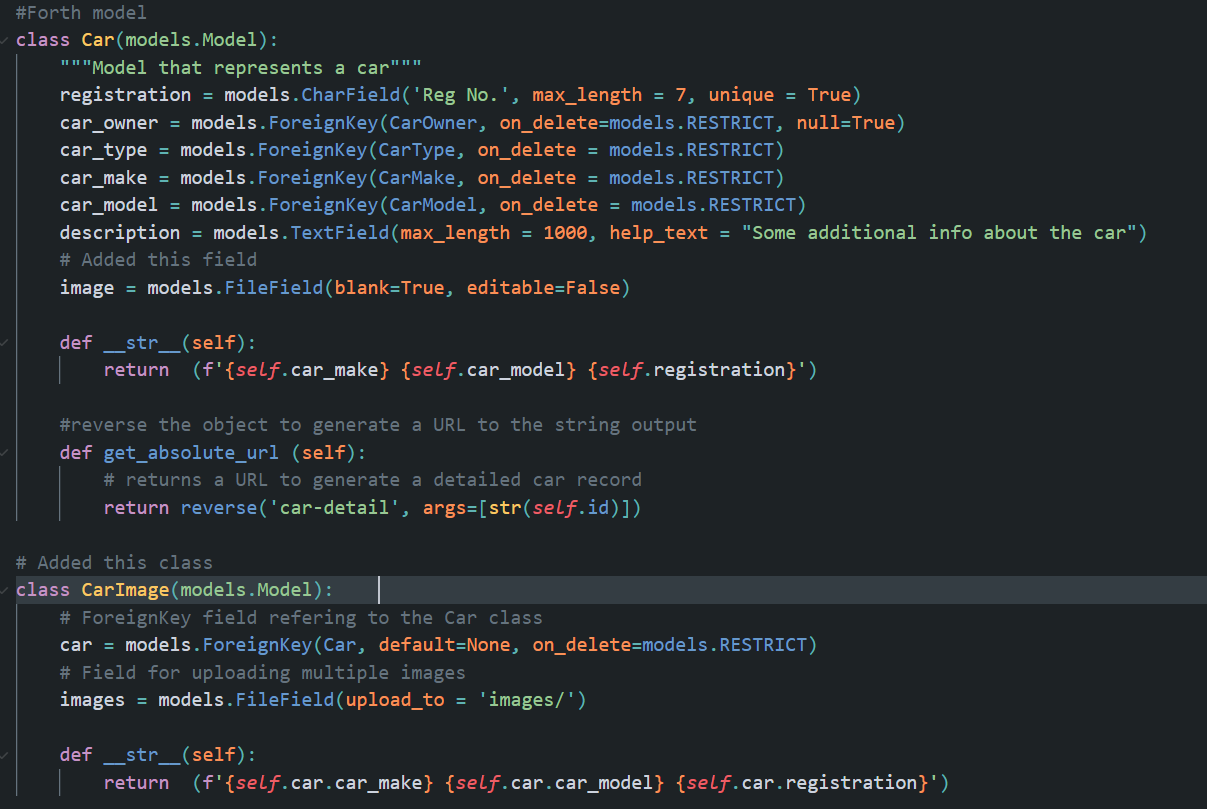 #Forth model
class Car(models.Model):
    """Model that represents a car"""
    registration = models.CharField('Reg No.', max_length = 7, unique = True)
    car_owner = models.ForeignKey(CarOwner, on_delete=models.RESTRICT, null=True)
    car_type = models.ForeignKey(CarType, on_delete = models.RESTRICT)
    car_make = models.ForeignKey(CarMake, on_delete = models.RESTRICT)
    car_model = models.ForeignKey(CarModel, on_delete = models.RESTRICT)
    description = models.TextField(max_length = 1000, help_text = "Some additional info about the car")
    # Added this field
    image = models.FileField(blank=True, editable=False)
    def __str__(self):
        return  (f'{self.car_make} {self.car_model} {self.registration}')
    #reverse the object to generate a URL to the string output
    def get_absolute_url (self):
        # returns a URL to generate a detailed car record
        return reverse('car-detail', args=[str(self.id)])
# Added this class
class CarImage(models.Model):
    # ForeignKey field refering to the Car class
    car = models.ForeignKey(Car, default=None, on_delete=models.RESTRICT)
    # Field for uploading multiple images
    images = models.FileField(upload_to = 'images/')
    def __str__(self):
        return  (f'{self.car.car_make} {self.car.car_model} {self.car.registration}')